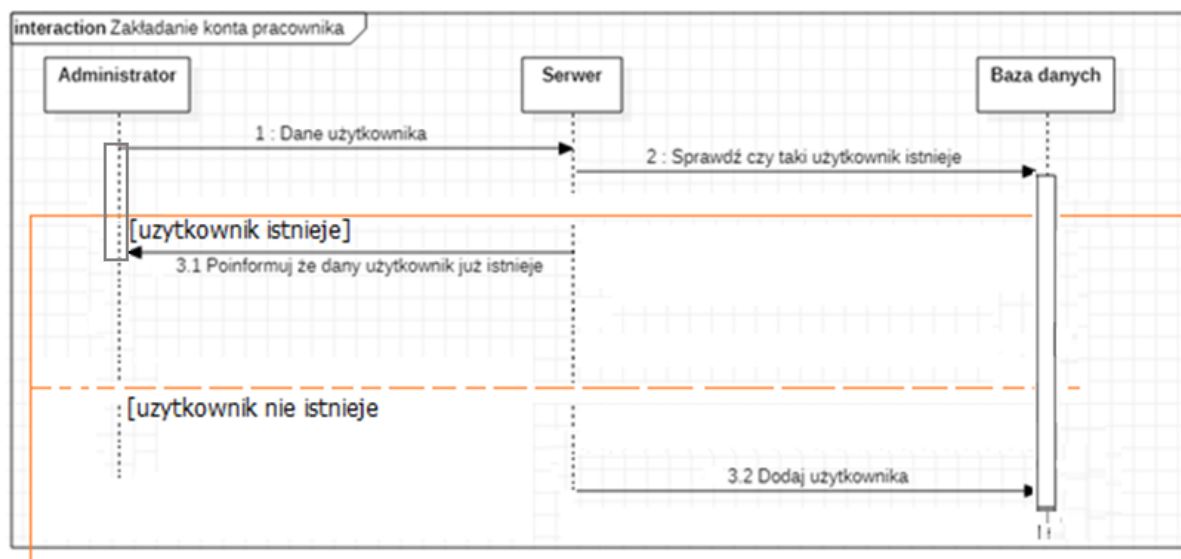 interaction Zakładanie konta pracownika
Administrator
Serwer
Baza danych
1 : Dane użytkownika
2 : Sprawdź czy taki użytkownik istnieje
[uzytkownik istnieje]
3.1 Poinformuj że dany użytkownik już istnieje
[uzytkownik nie istnieje
3.2 Dodaj użytkownika